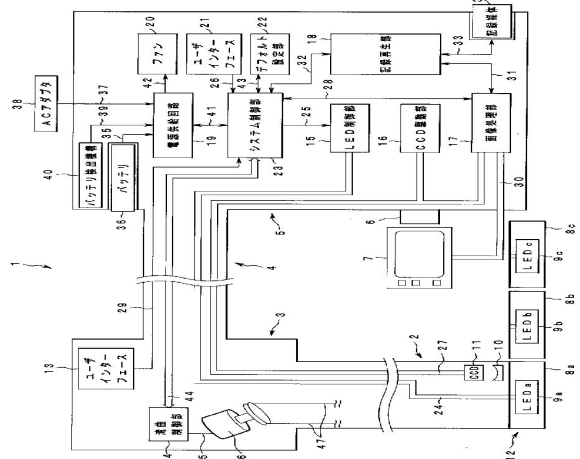 1
38
ACアダプタ
37
39
40
バッテリ検出機構
35
バッテリ
36
20
ファン
42
21
ユーザ
インター
フェース
22
デフォルト
設定部
26
43
電源供給回路
19
41
システム制御部
23
32
18
記録再生部
33
記録媒体
28
31
25
15
LED制御部
16
CCD駆動部
17
画像処理部
30
29
4
5
6
7
3
13
ユーザ
インター
フェース
44
湾曲
制御部
47
2
27
24
11
CCD
10
8a
LEDa
9a
8b
LEDb
9b
8c
LEDc
9c
12